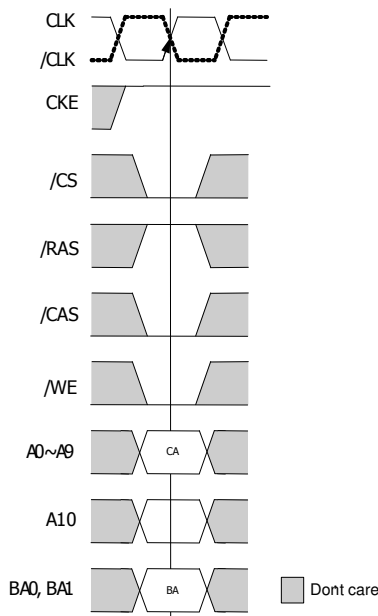 CLK
/CLK
CKE
/CS
/RAS
/CAS
/WE
A0~A9
CA
A10
BA0, BA1
BA
Dont care